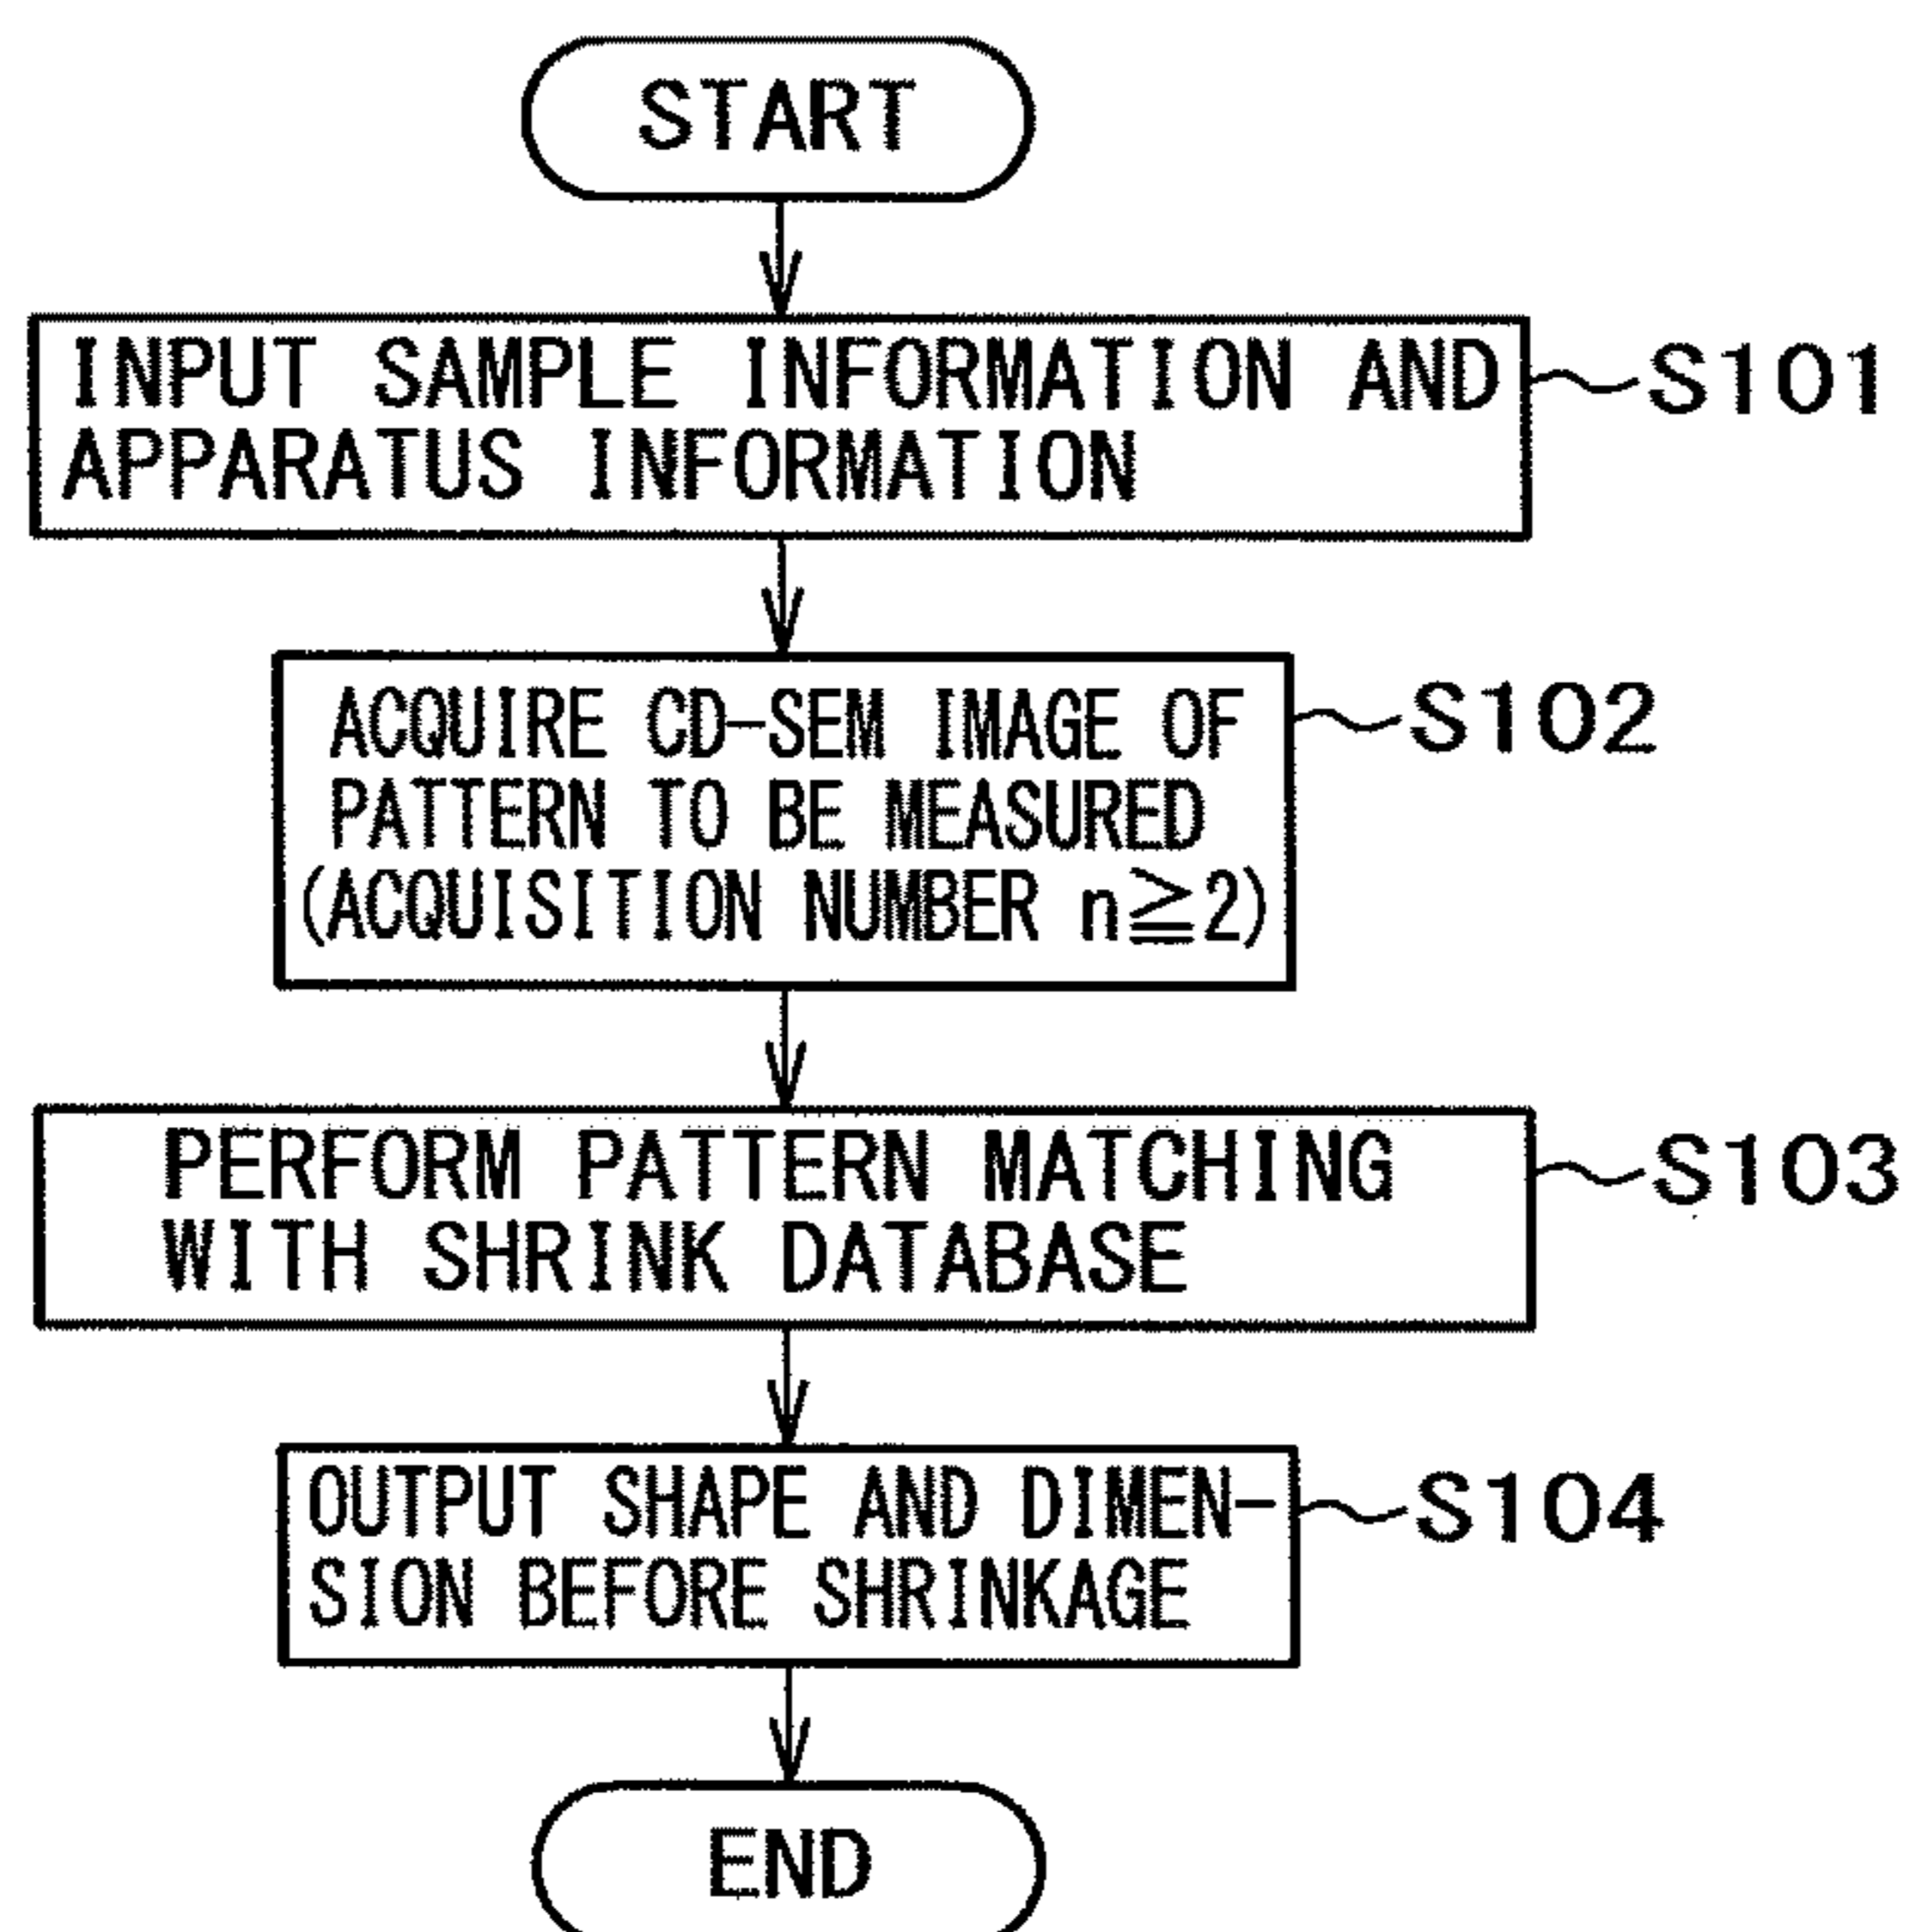 START
INPUT SAMPLE INFORMATION AND
APPARATUS INFORMATION
S101
ACQUIRE CD-SEM IMAGE OF
PATTERN TO BE MEASURED
(ACQUISITION NUMBER n≧2)
S102
PERFORM PATTERN MATCHING
WITH SHRINK DATABASE
S103
OUTPUT SHAPE AND DIMEN-
SION BEFORE SHRINKAGE
S104
END